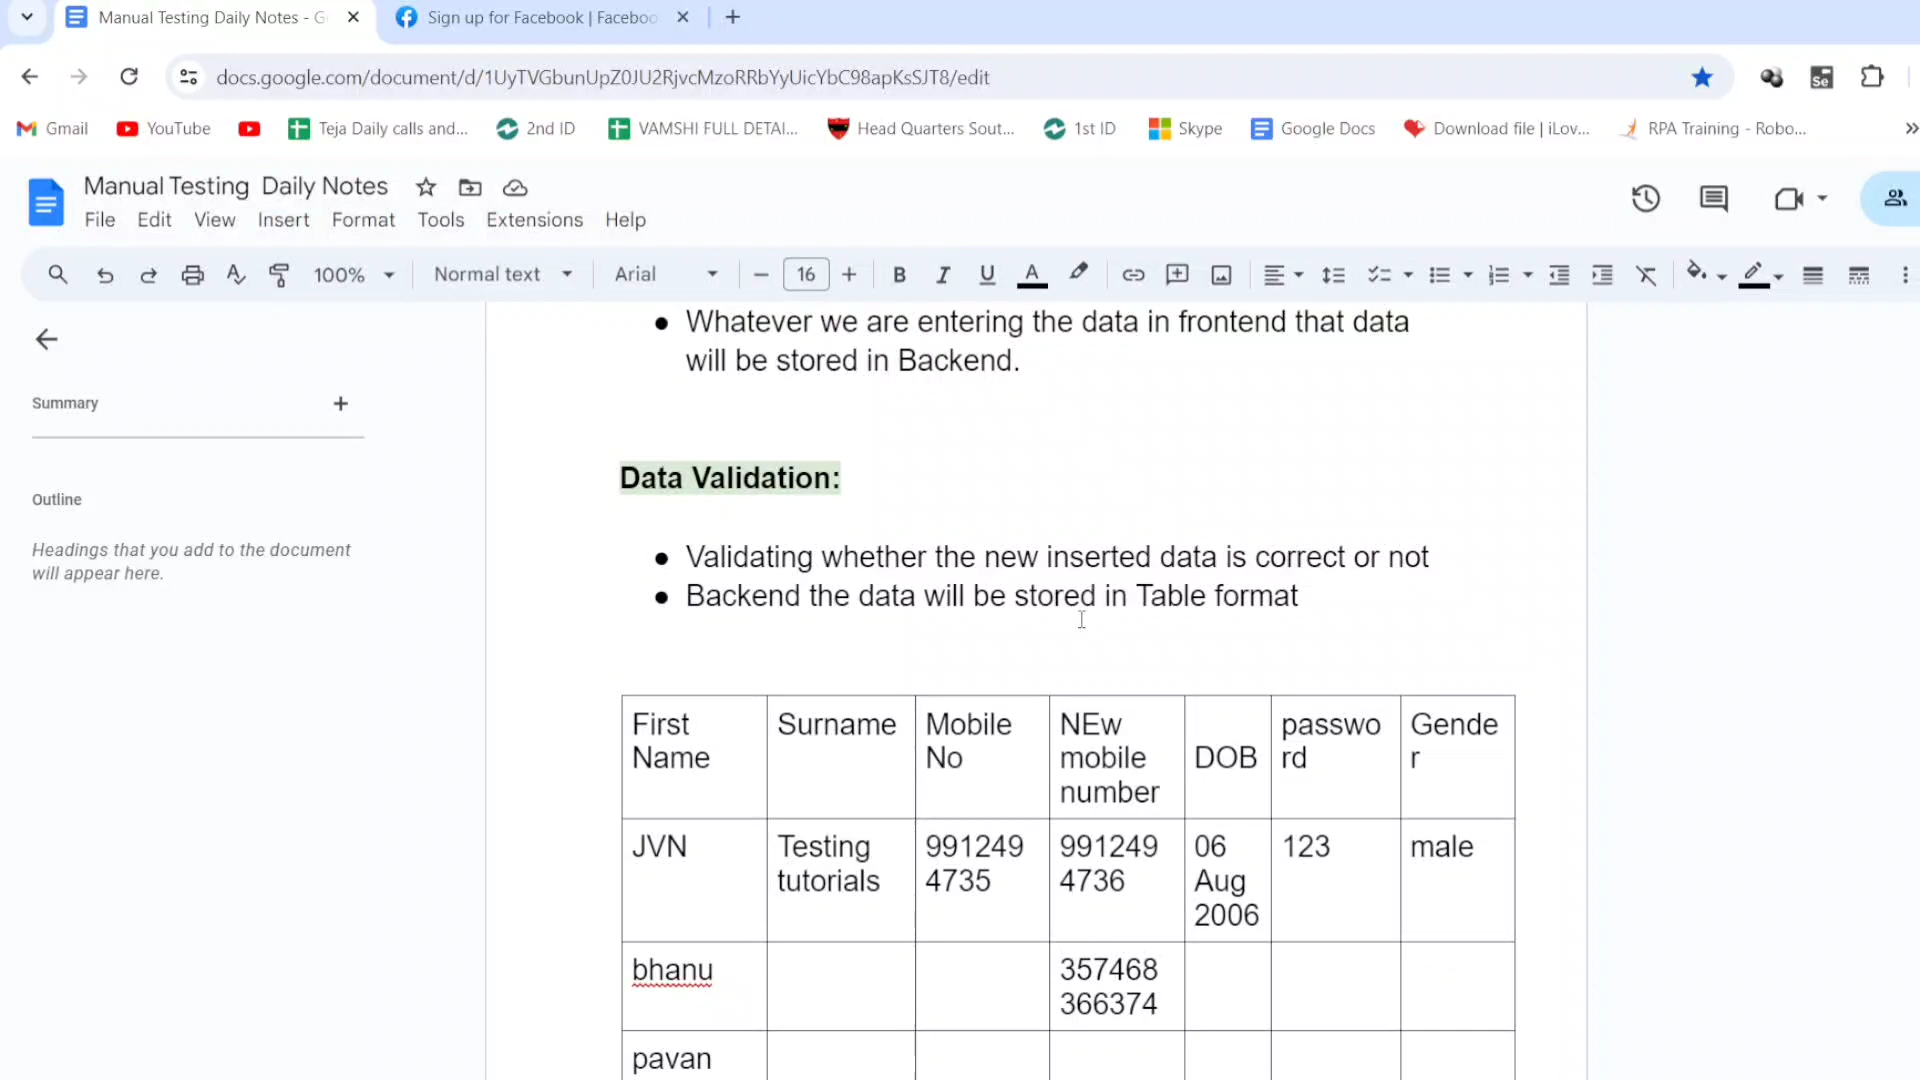 Manual Testing Daily Notes - G
Sign up for Facebook | Faceboo
docs.google.com/document/d/1UyTVGbunUpZ0JU2RjvcMzoRRbYyUicYbC98apKsSJT8/edit
Se
Gmail
YouTube
Teja Daily calls and...
2nd ID
VAMSHI FULL DETAI...
Head Quarters Sout...
1st ID
Skype
Google Docs
Download file | iLov...
RPA Training - Robo...
Manual Testing  Daily Notes
File Edit View Insert Format Tools Extensions Help
100% Normal text Arial 16 B I U A
Whatever we are entering the data in frontend that data
will be stored in Backend.
Summary
Outline
Headings that you add to the document
will appear here.
Data Validation:
Validating whether the new inserted data is correct or not
Backend the data will be stored in Table format
First
Name
Surname
Mobile
No
NEw
mobile
number
DOB
passwo
rd
Gende
r
JVN
Testing
tutorials
991249
4735
991249
4736
06
Aug
2006
123
male
bhanu
357468
366374
pavan